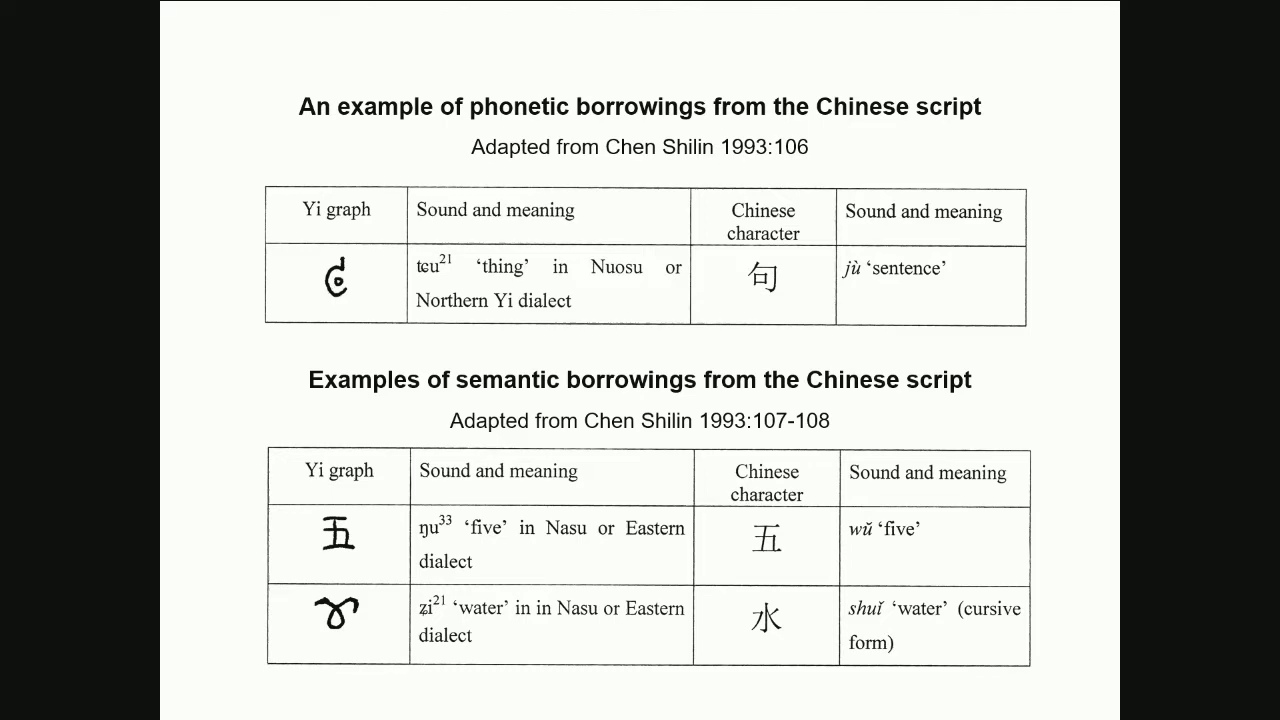 An example of phonetic borrowings from the Chinese script
Adapted from Chen Shilin 1993:106
Yi graph Sound and meaning Chinese character Sound and meaning
tɕu21 ‘thing’ in Nuosu or Northern Yi dialect 句 jù ‘sentence’
Examples of semantic borrowings from the Chinese script
Adapted from Chen Shilin 1993:107-108
Yi graph Sound and meaning Chinese character Sound and meaning
ŋu33 ‘five’ in Nasu or Eastern dialect 五 wǔ ‘five’
ʐi21 ‘water’ in in Nasu or Eastern dialect 水 shuǐ ‘water’ (cursive form)